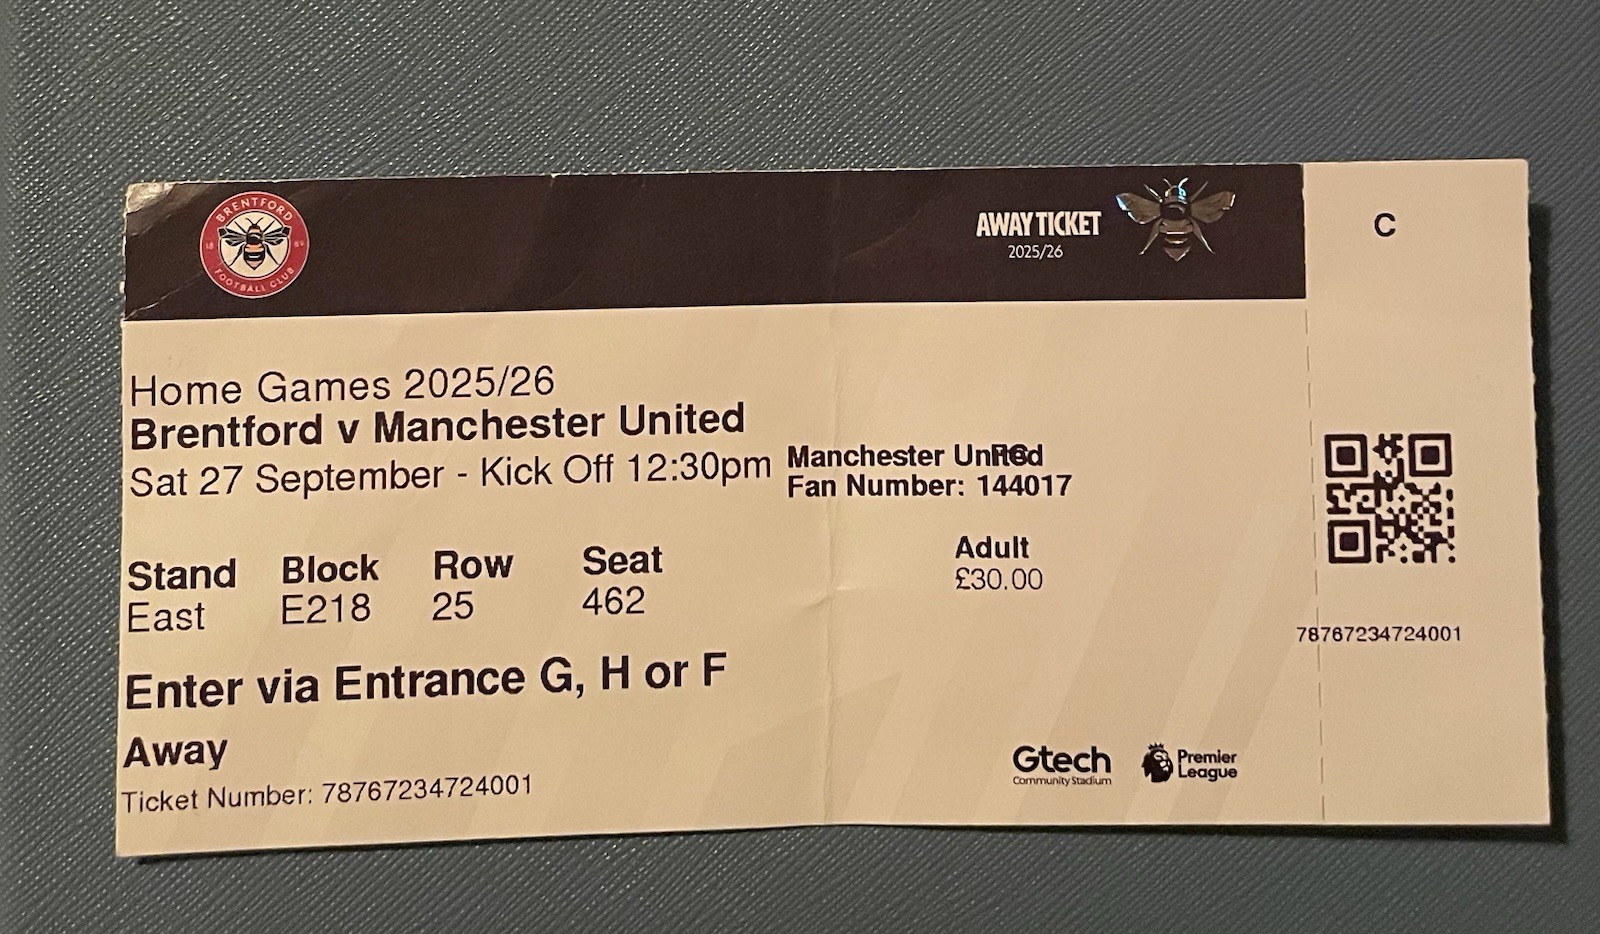 BRENTFORD
18 89
FOOTBALL CLUB
AWAY TICKET
2025/26
C
Home Games 2025/26
Brentford v Manchester United
Sat 27 September - Kick Off 12:30pm
Manchester United
Fan Number: 144017
Stand Block Row Seat
East E218 25 462
Adult
£30.00
78767234724001
Enter via Entrance G, H or F
Away
Ticket Number: 78767234724001
Gtech
Community Stadium
Premier
League